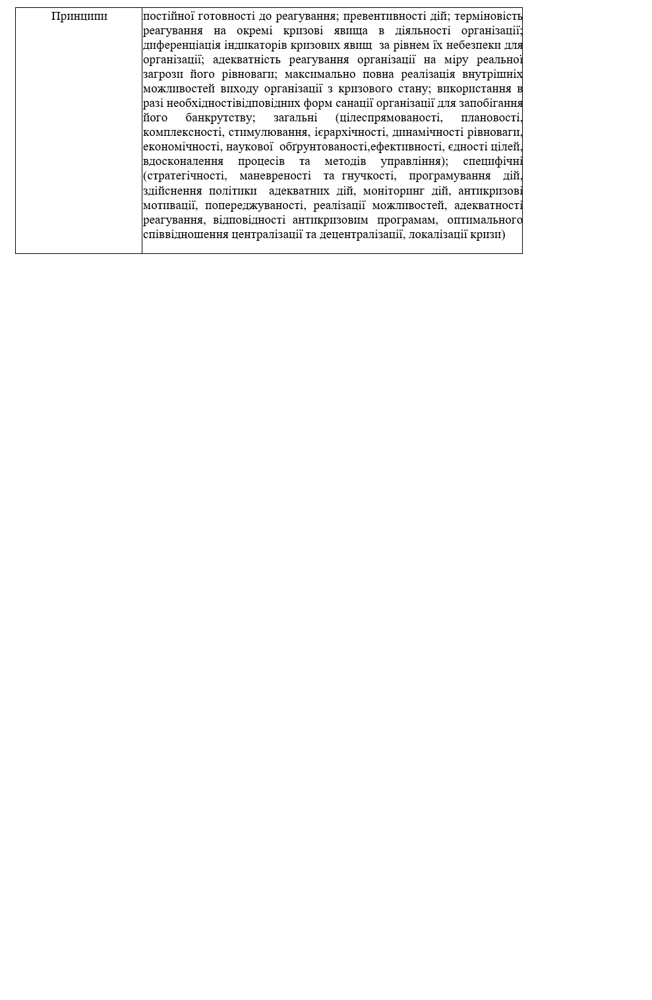 Принципи
постійної готовності до реагування; превентивності дій; терміновість
реагування на окремі кризові явища в діяльності організації;
диференціація індикаторів кризових явищ за рівнем їх небезпеки для
організації; адекватність реагування організації на міру реальної
загрози його рівноваги; максимально повна реалізація внутрішніх
можливостей виходу організації з кризового стану; використання в
разі необхідностівідповідних форм санації організації для запобігання
його банкрутству; загальні (цілеспрямованості, плановості,
комплексності, стимулювання, ієрархічності, динамічності рівноваги,
економічності, наукової обґрунтованості,ефективності, єдності цілей,
вдосконалення процесів та методів управління); специфічні
(стратегічності, маневреності та гнучкості, програмування дій,
здійснення політики адекватних дій, моніторинг дій, антикризові
мотивації, попереджуваності, реалізації можливостей, адекватності
реагування, відповідності антикризовим програмам, оптимального
співвідношення централізації та децентралізації, локалізації кризи)